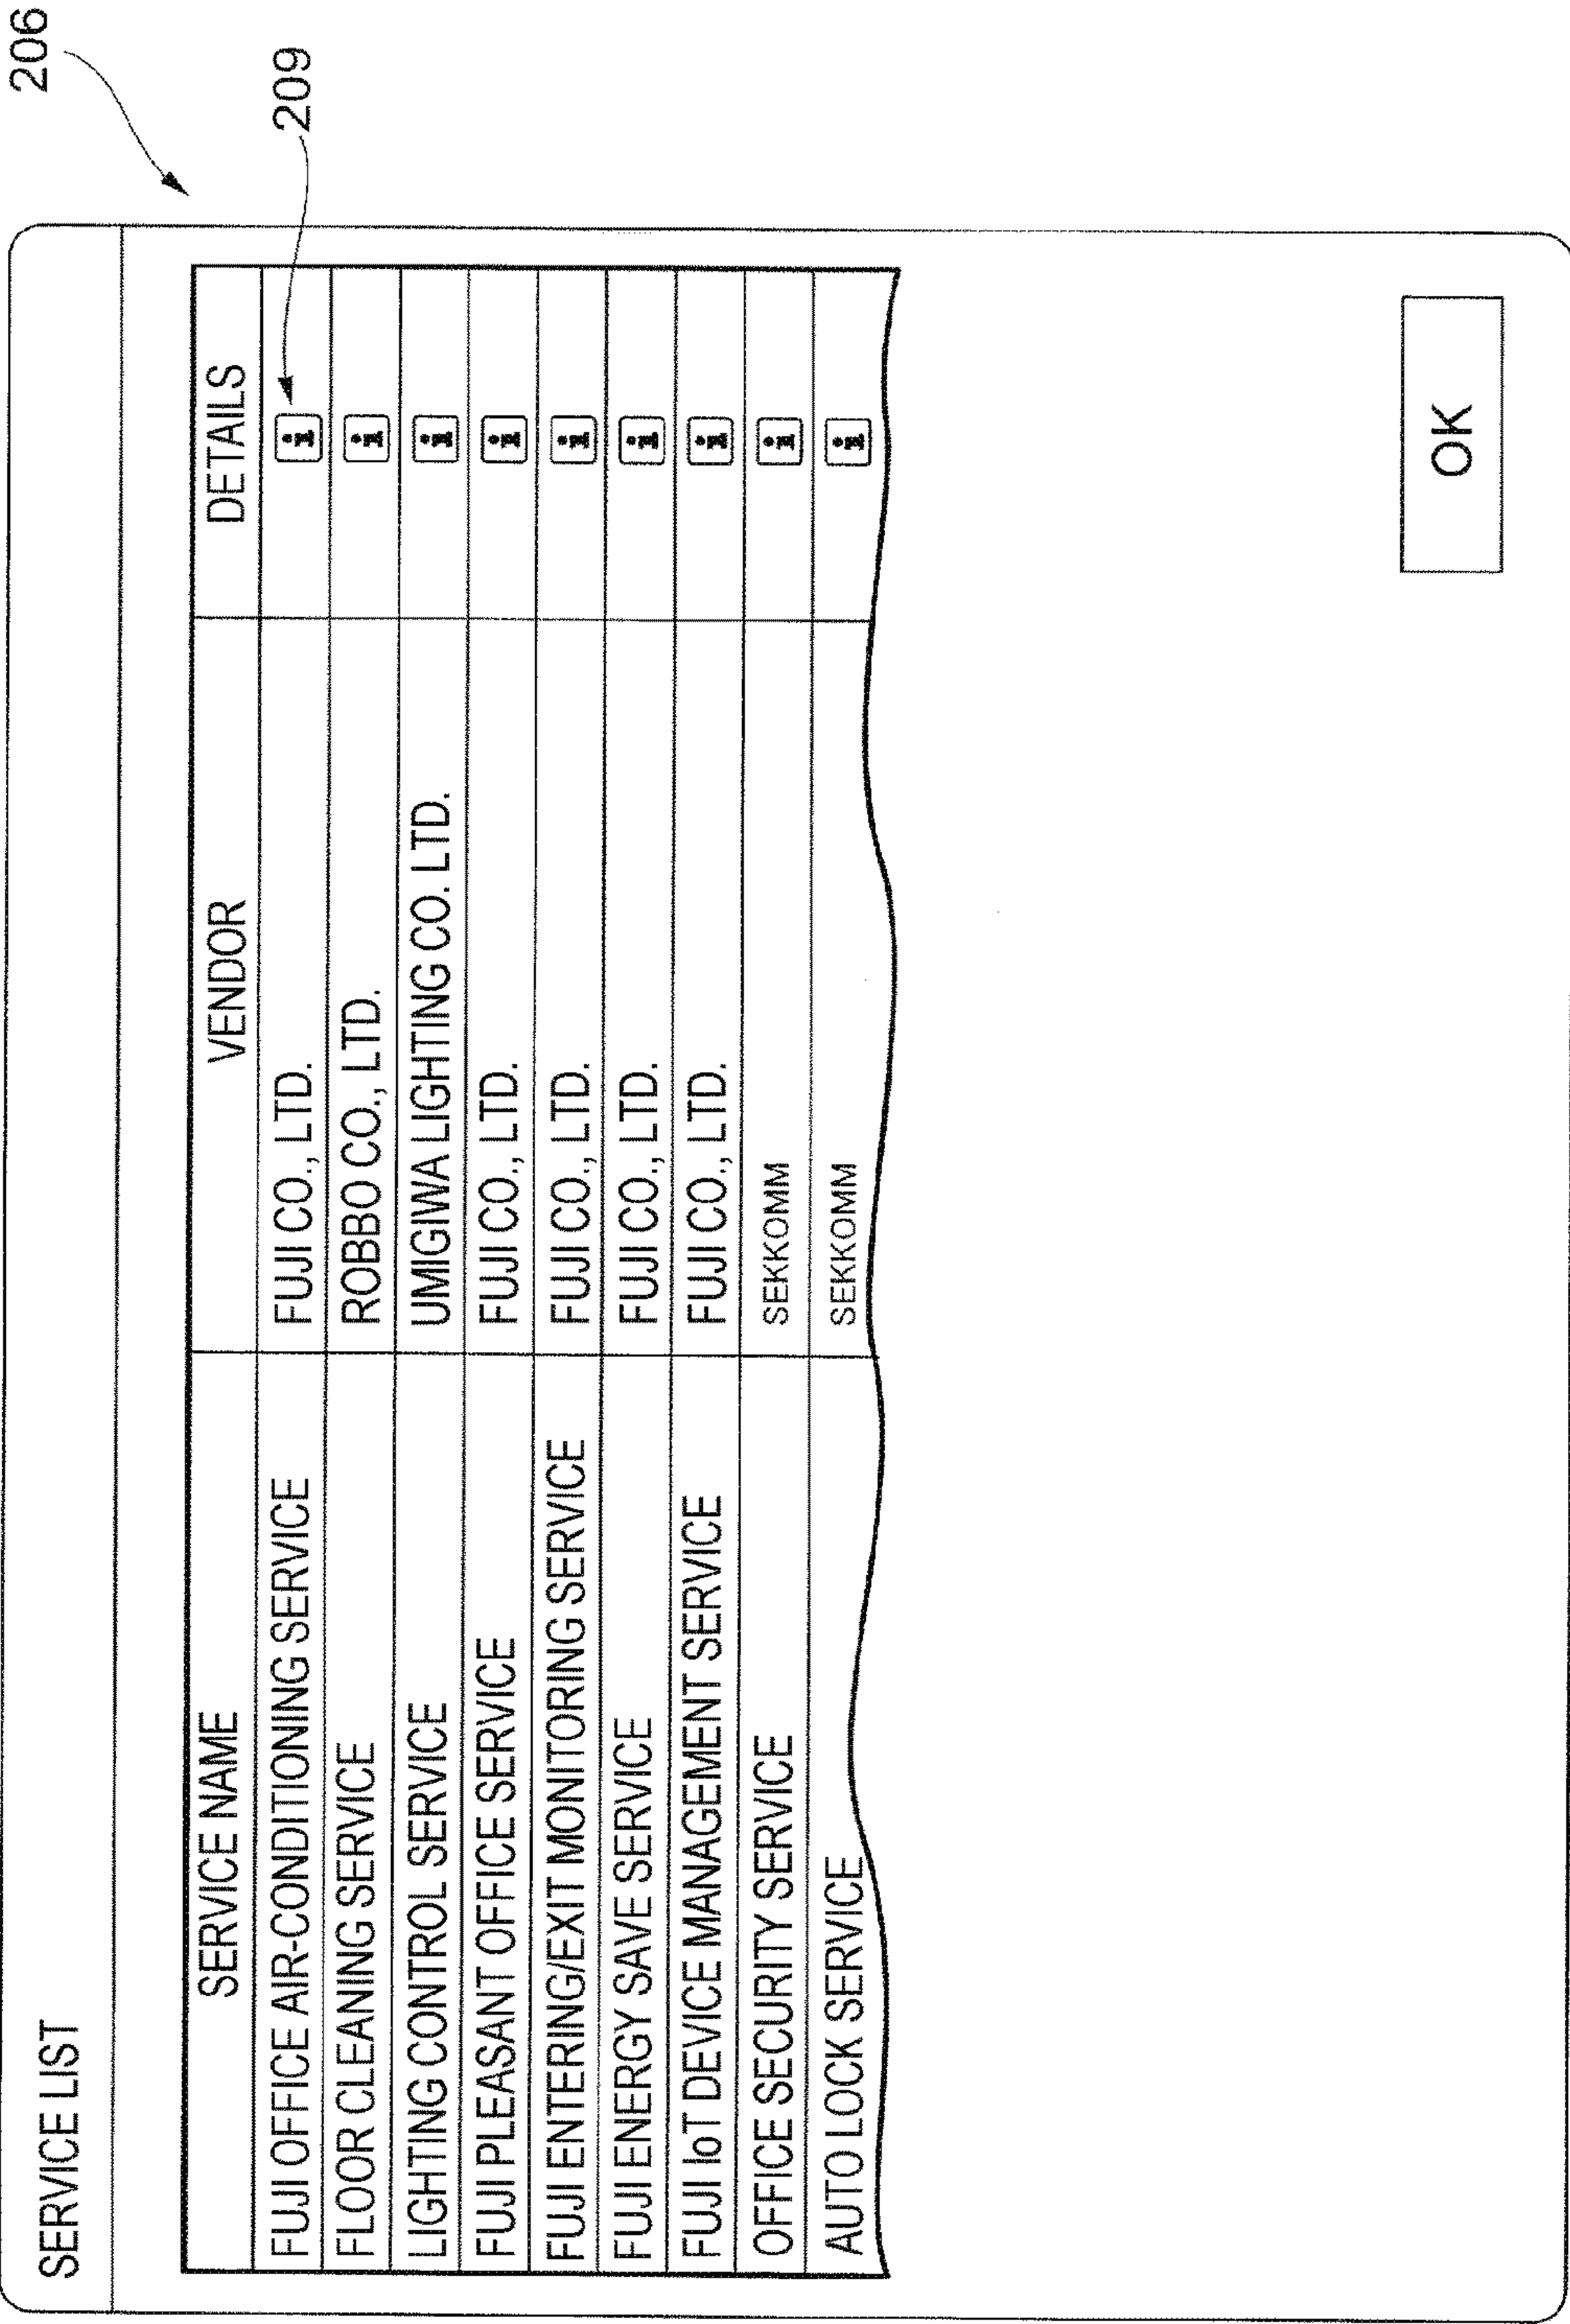 206
209
SERVICE LIST
SERVICE NAME VENDOR DETAILS
FUJI OFFICE AIR-CONDITIONING SERVICE FUJI CO., LTD. i
FLOOR CLEANING SERVICE ROBBO CO., LTD. i
LIGHTING CONTROL SERVICE UMIGIWA LIGHTING CO. LTD. i
FUJI PLEASANT OFFICE SERVICE FUJI CO., LTD. i
FUJI ENTERING/EXIT MONITORING SERVICE FUJI CO., LTD. i
FUJI ENERGY SAVE SERVICE FUJI CO., LTD. i
FUJI IoT DEVICE MANAGEMENT SERVICE FUJI CO., LTD. i
OFFICE SECURITY SERVICE SEKKOMM i
AUTO LOCK SERVICE SEKKOMM i
OK